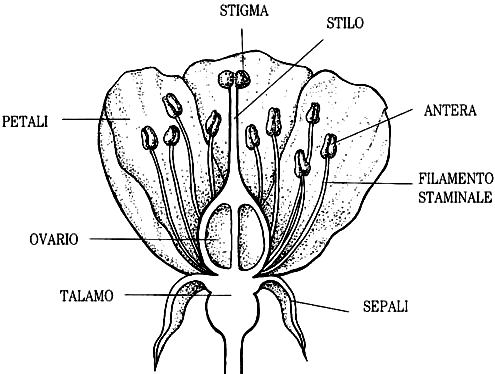 STIGMA
STILO
PETALI
ANTERA
FILAMENTO
STAMINALE
OVARIO
TALAMO
SEPALI